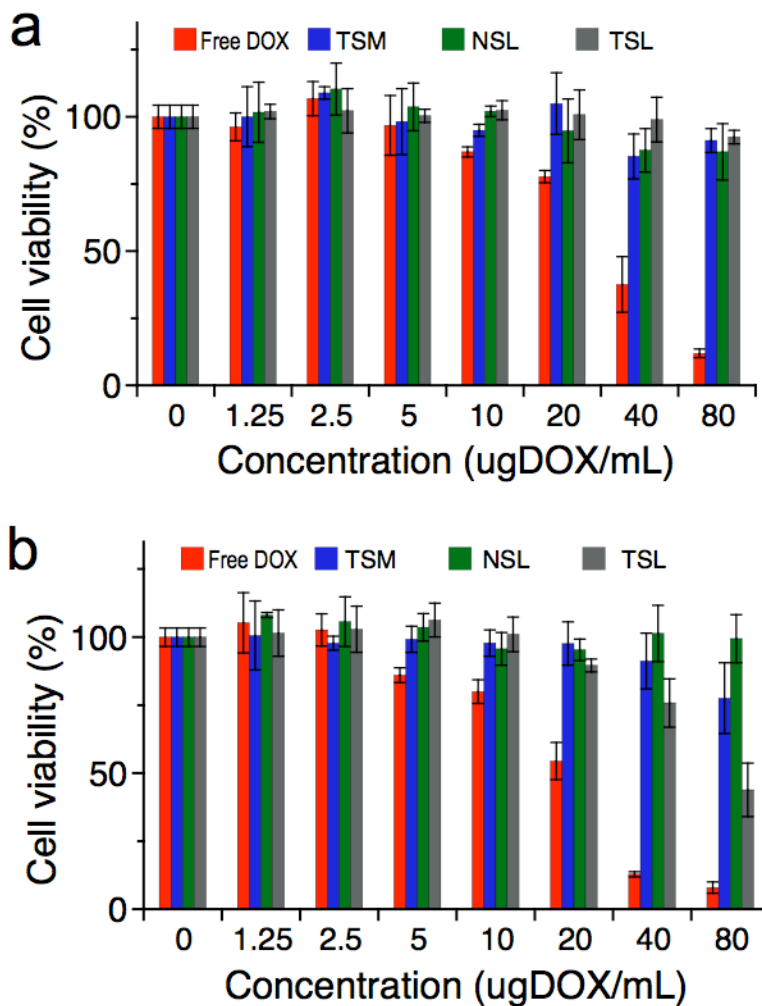 a
Free DOX TSM NSL TSL
Cell viability (%)
100
50
0
0 1.25 2.5 5 10 20 40 80
Concentration (ugDOX/mL)
b
Free DOX TSM NSL TSL
Cell viability (%)
100
50
0
0 1.25 2.5 5 10 20 40 80
Concentration (ugDOX/mL)